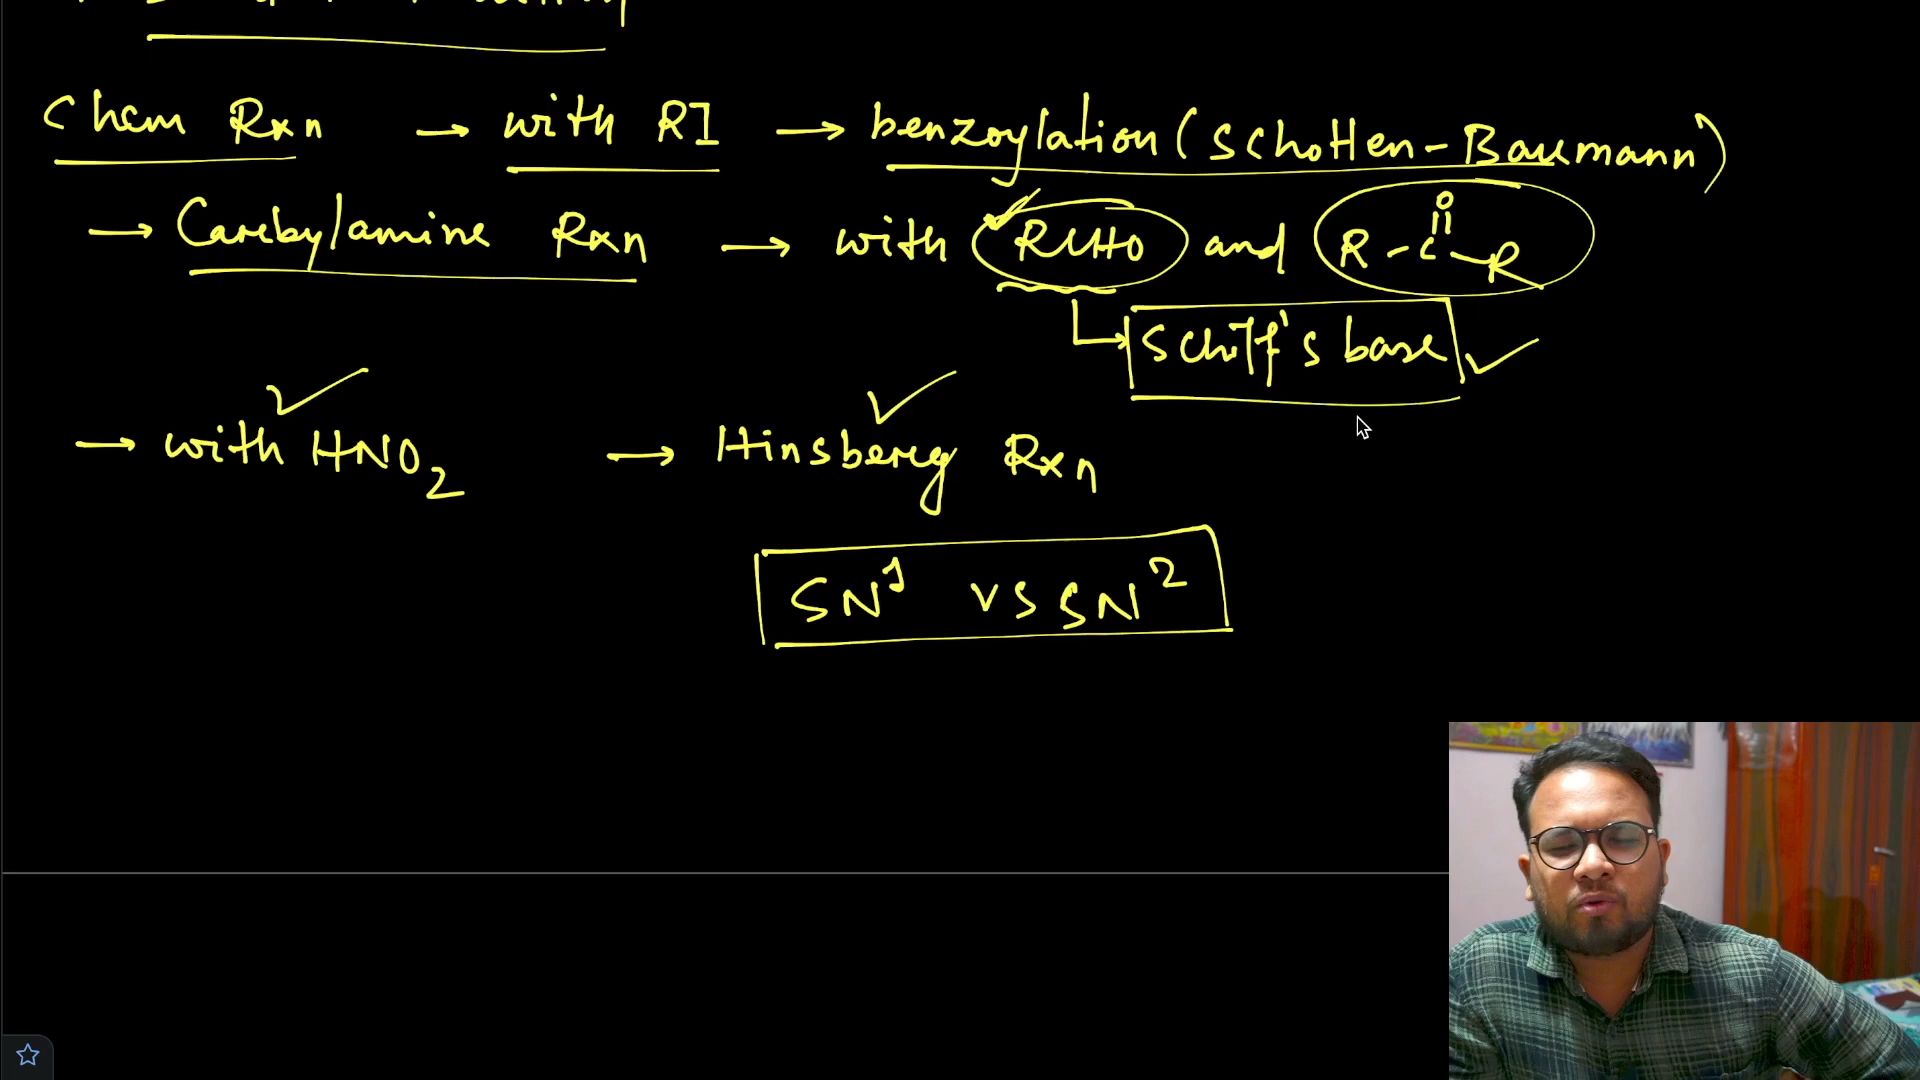 Chem Rxn → with RI → benzoylation (Schotten-Baumann)
→ Carbylamine Rxn → with RCHO and R-C-R
O
→ Schiff's base ✓
✓ ✓
→ with HNO2 → Hinsberg Rxn
SN1 vs SN2